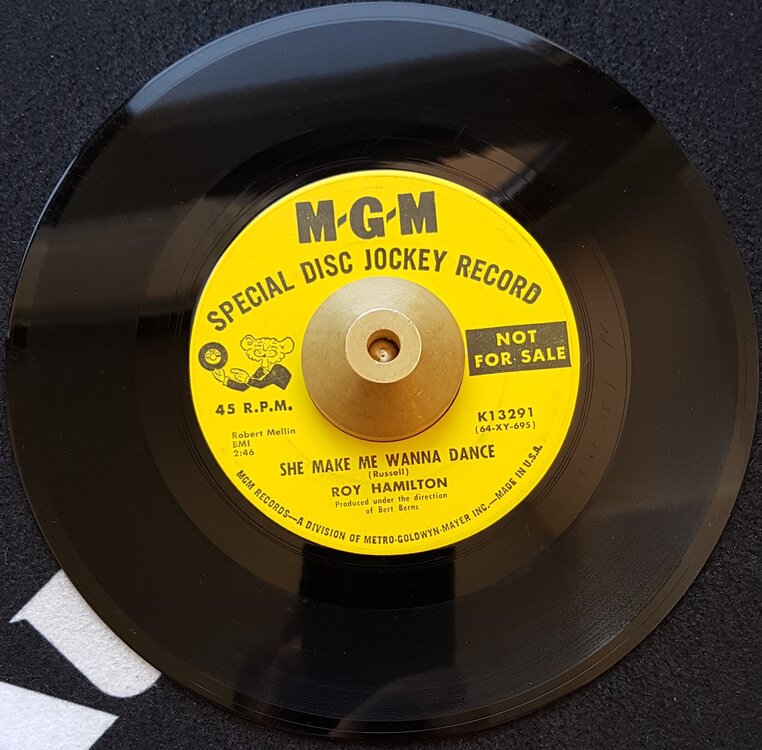 M-G-M
SPECIAL DISC JOCKEY RECORD
NOT
FOR SALE
45 R.P.M.
K13291
(64-XY-695)
Robert Mellin
BMI
2:46
SHE MAKE ME WANNA DANCE
(Russell)
ROY HAMILTON
Produced under the direction
of Bert Berns
MGM RECORDS—A DIVISION OF METRO-GOLDWYN-MAYER INC.—MADE IN U.S.A.